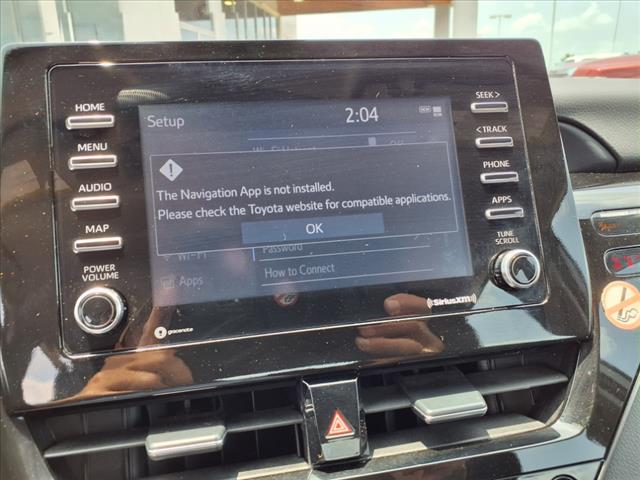 HOME
MENU
AUDIO
MAP
POWER
VOLUME
Setup
2:04
The Navigation App is not installed.
Please check the Toyota website for compatible applications.
OK
Wi-Fi
Password
Apps
How to Connect
SEEK >
< TRACK
PHONE
APPS
TUNE
SCROLL
gracenote
((SiriusXM))